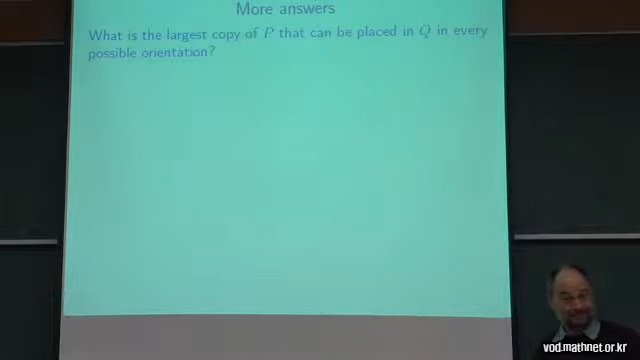 More answers
What is the largest copy of P that can be placed in Q in every
possible orientation?
vod.mathnet.or.kr